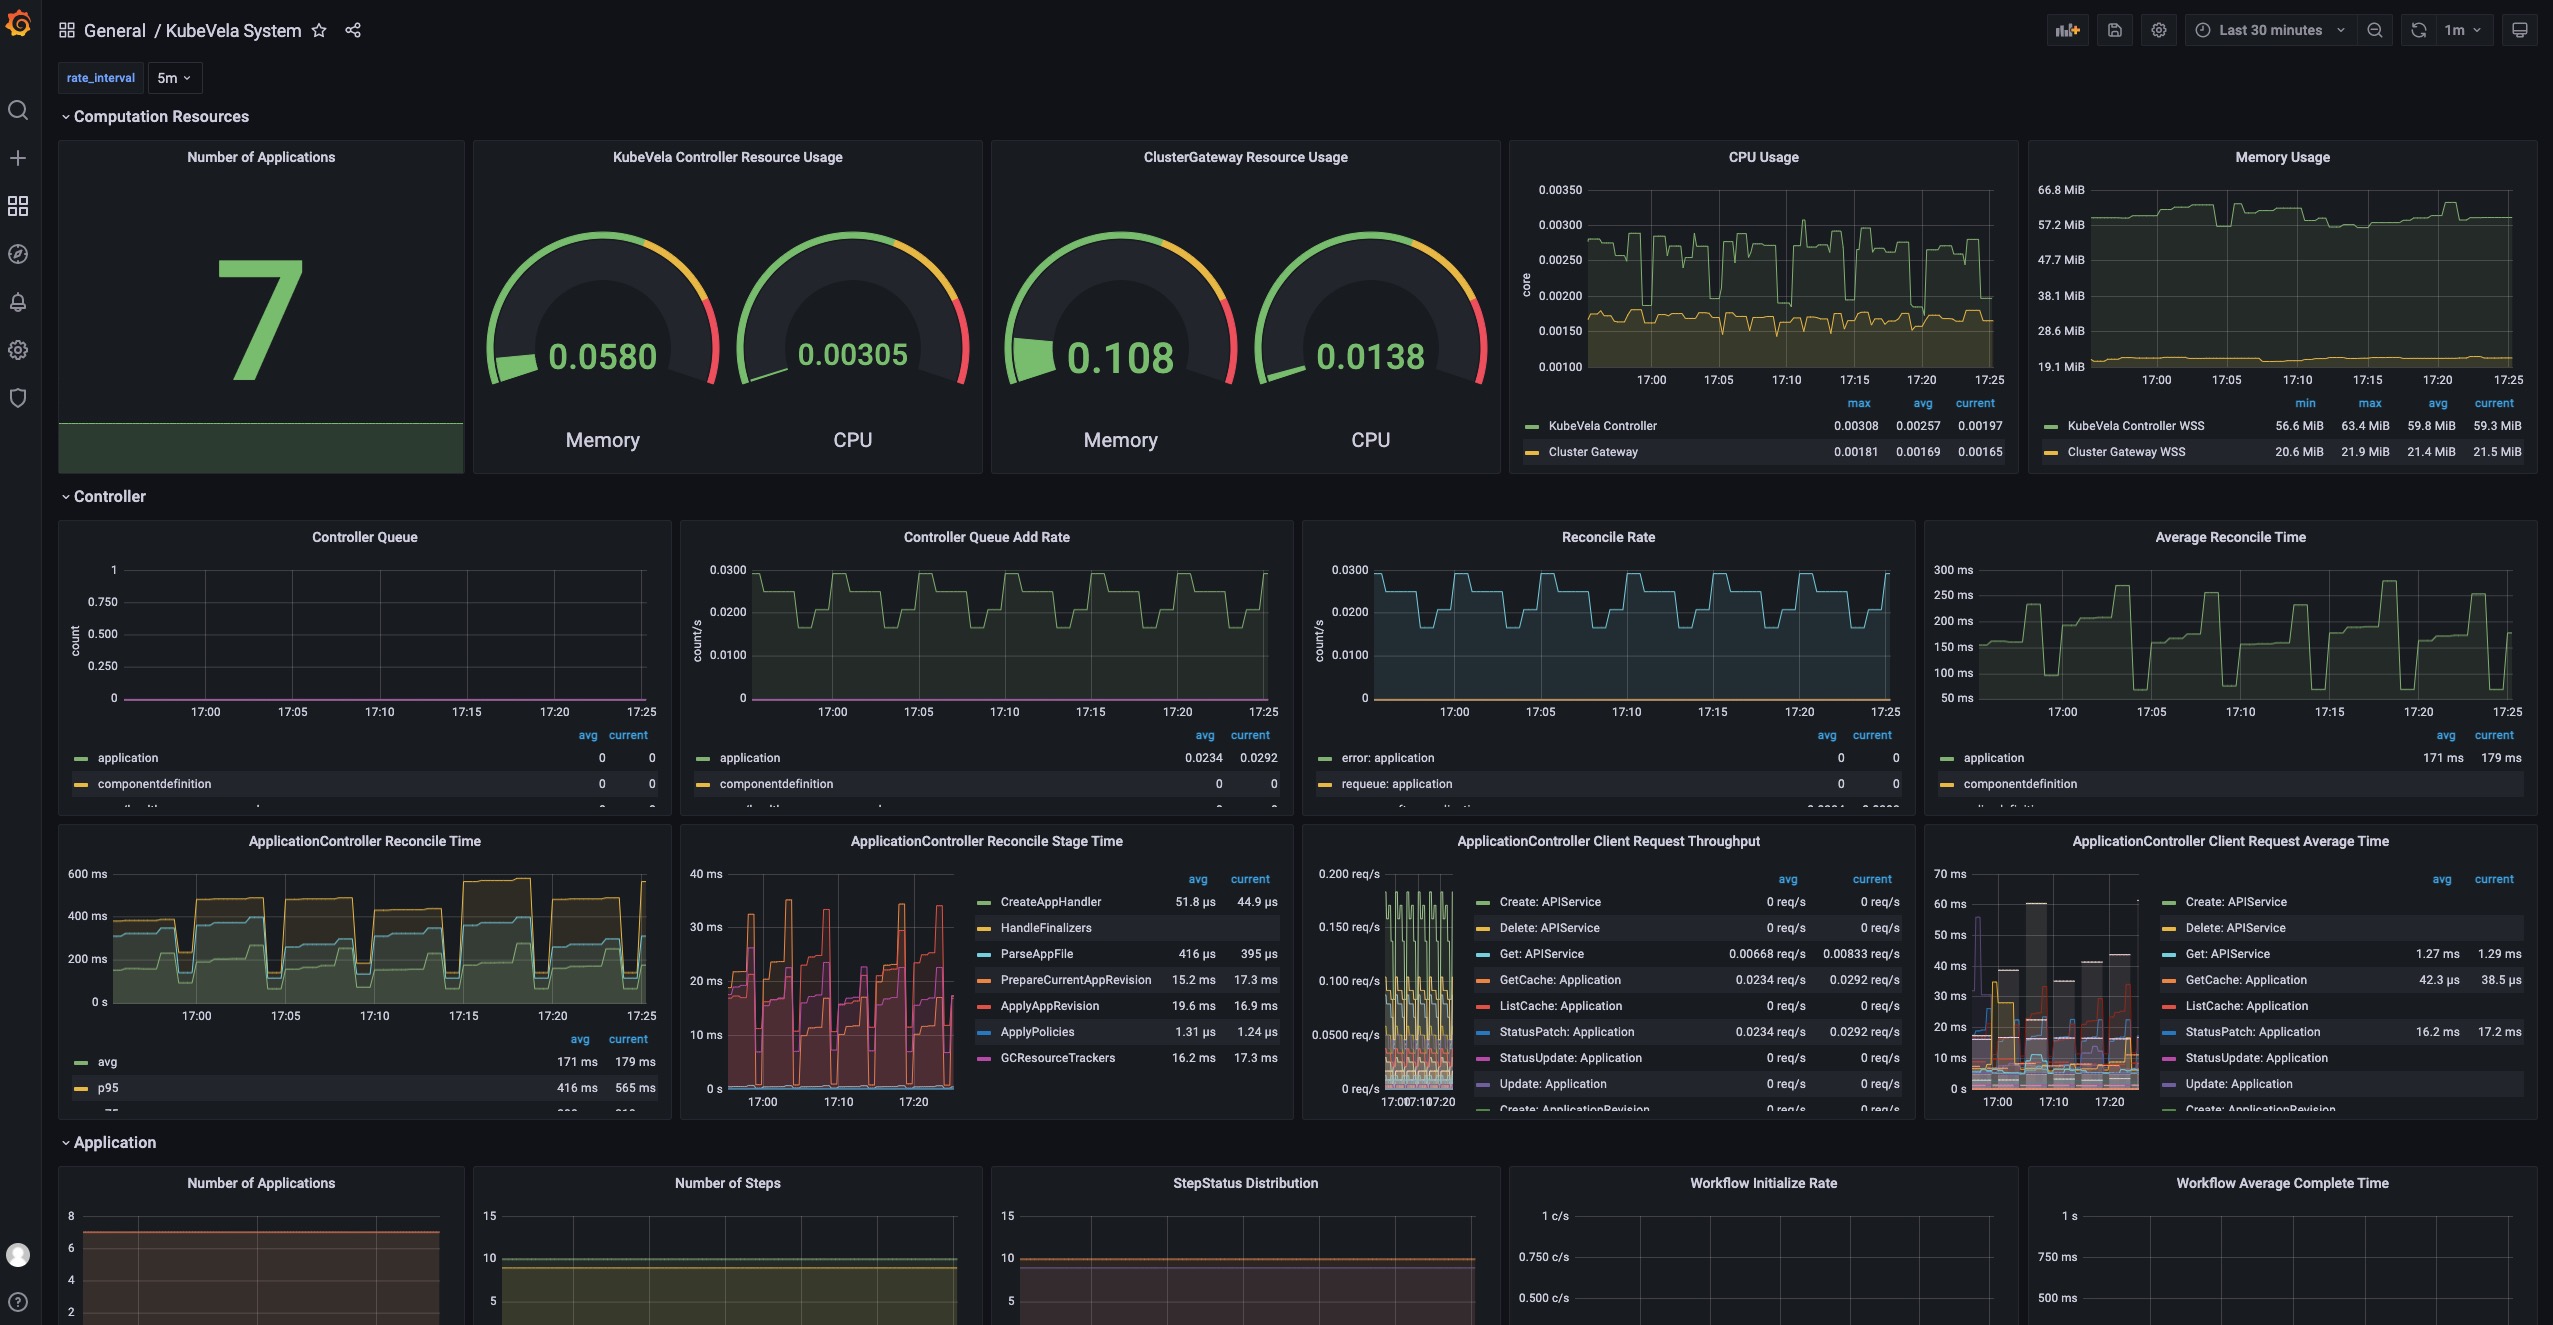 General / KubeVela System
Last 30 minutes
1m
rate_interval 5m
Computation Resources
Number of Applications
7
KubeVela Controller Resource Usage
0.0580
0.00305
Memory
CPU
ClusterGateway Resource Usage
0.108
0.0138
Memory
CPU
CPU Usage
core
0.00350
0.00300
0.00250
0.00200
0.00150
0.00100
17:00 17:05 17:10 17:15 17:20 17:25
max avg current
KubeVela Controller 0.00308 0.00257 0.00197
Cluster Gateway 0.00181 0.00169 0.00165
Memory Usage
66.8 MiB
57.2 MiB
47.7 MiB
38.1 MiB
28.6 MiB
19.1 MiB
17:00 17:05 17:10 17:15 17:20 17:25
min max avg current
KubeVela Controller WSS 56.6 MiB 63.4 MiB 59.8 MiB 59.3 MiB
Cluster Gateway WSS 20.6 MiB 21.9 MiB 21.4 MiB 21.5 MiB
Controller
Controller Queue
count
1
0.750
0.500
0.250
0
17:00 17:05 17:10 17:15 17:20 17:25
avg current
application 0 0
componentdefinition 0 0
Controller Queue Add Rate
count/s
0.0300
0.0200
0.0100
0
17:00 17:05 17:10 17:15 17:20 17:25
avg current
application 0.0234 0.0292
componentdefinition 0 0
Reconcile Rate
count/s
0.0300
0.0200
0.0100
0
17:00 17:05 17:10 17:15 17:20 17:25
avg current
error: application 0 0
requeue: application 0 0
Average Reconcile Time
300 ms
250 ms
200 ms
150 ms
100 ms
50 ms
17:00 17:05 17:10 17:15 17:20 17:25
avg current
application 171 ms 179 ms
componentdefinition
ApplicationController Reconcile Time
600 ms
400 ms
200 ms
0 s
17:00 17:05 17:10 17:15 17:20 17:25
avg current
avg 171 ms 179 ms
p95 416 ms 565 ms
ApplicationController Reconcile Stage Time
40 ms
30 ms
20 ms
10 ms
0 s
17:00 17:10 17:20
avg current
CreateAppHandler 51.8 µs 44.9 µs
HandleFinalizers
ParseAppFile 416 µs 395 µs
PrepareCurrentAppRevision 15.2 ms 17.3 ms
ApplyAppRevision 19.6 ms 16.9 ms
ApplyPolicies 1.31 µs 1.24 µs
GCResourceTrackers 16.2 ms 17.3 ms
ApplicationController Client Request Throughput
0.200 req/s
0.150 req/s
0.100 req/s
0.0500 req/s
0 req/s
17:00 17:10 17:20
avg current
Create: APIService 0 req/s 0 req/s
Delete: APIService 0 req/s 0 req/s
Get: APIService 0.00668 req/s 0.00833 req/s
GetCache: Application 0.0234 req/s 0.0292 req/s
ListCache: Application 0 req/s 0 req/s
StatusPatch: Application 0.0234 req/s 0.0292 req/s
StatusUpdate: Application 0 req/s 0 req/s
Update: Application 0 req/s 0 req/s
Create: ApplicationRevision 0 req/s 0 req/s
ApplicationController Client Request Average Time
70 ms
60 ms
50 ms
40 ms
30 ms
20 ms
10 ms
0 s
17:00 17:10 17:20
avg current
Create: APIService
Delete: APIService
Get: APIService 1.27 ms 1.29 ms
GetCache: Application 42.3 µs 38.5 µs
ListCache: Application
StatusPatch: Application 16.2 ms 17.2 ms
StatusUpdate: Application
Update: Application
Create: ApplicationRevision
Application
Number of Applications
8
6
4
2
Number of Steps
15
10
5
StepStatus Distribution
15
10
5
Workflow Initialize Rate
1 c/s
0.750 c/s
0.500 c/s
Workflow Average Complete Time
1 s
750 ms
500 ms